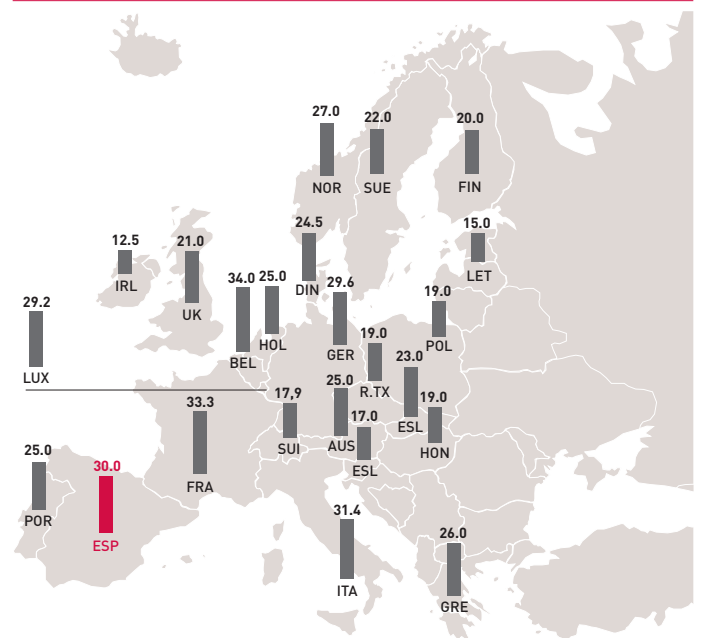 27.0
NOR
22.0
SUE
20.0
FIN
12.5
IRL
21.0
UK
24.5
DIN
15.0
LET
29.2
LUX
34.0
BEL
25.0
HOL
29.6
GER
19.0
R.TX
19.0
POL
23.0
ESL
33.3
FRA
17,9
SUI
25.0
AUS
17.0
ESL
19.0
HON
25.0
POR
30.0
ESP
31.4
ITA
26.0
GRE